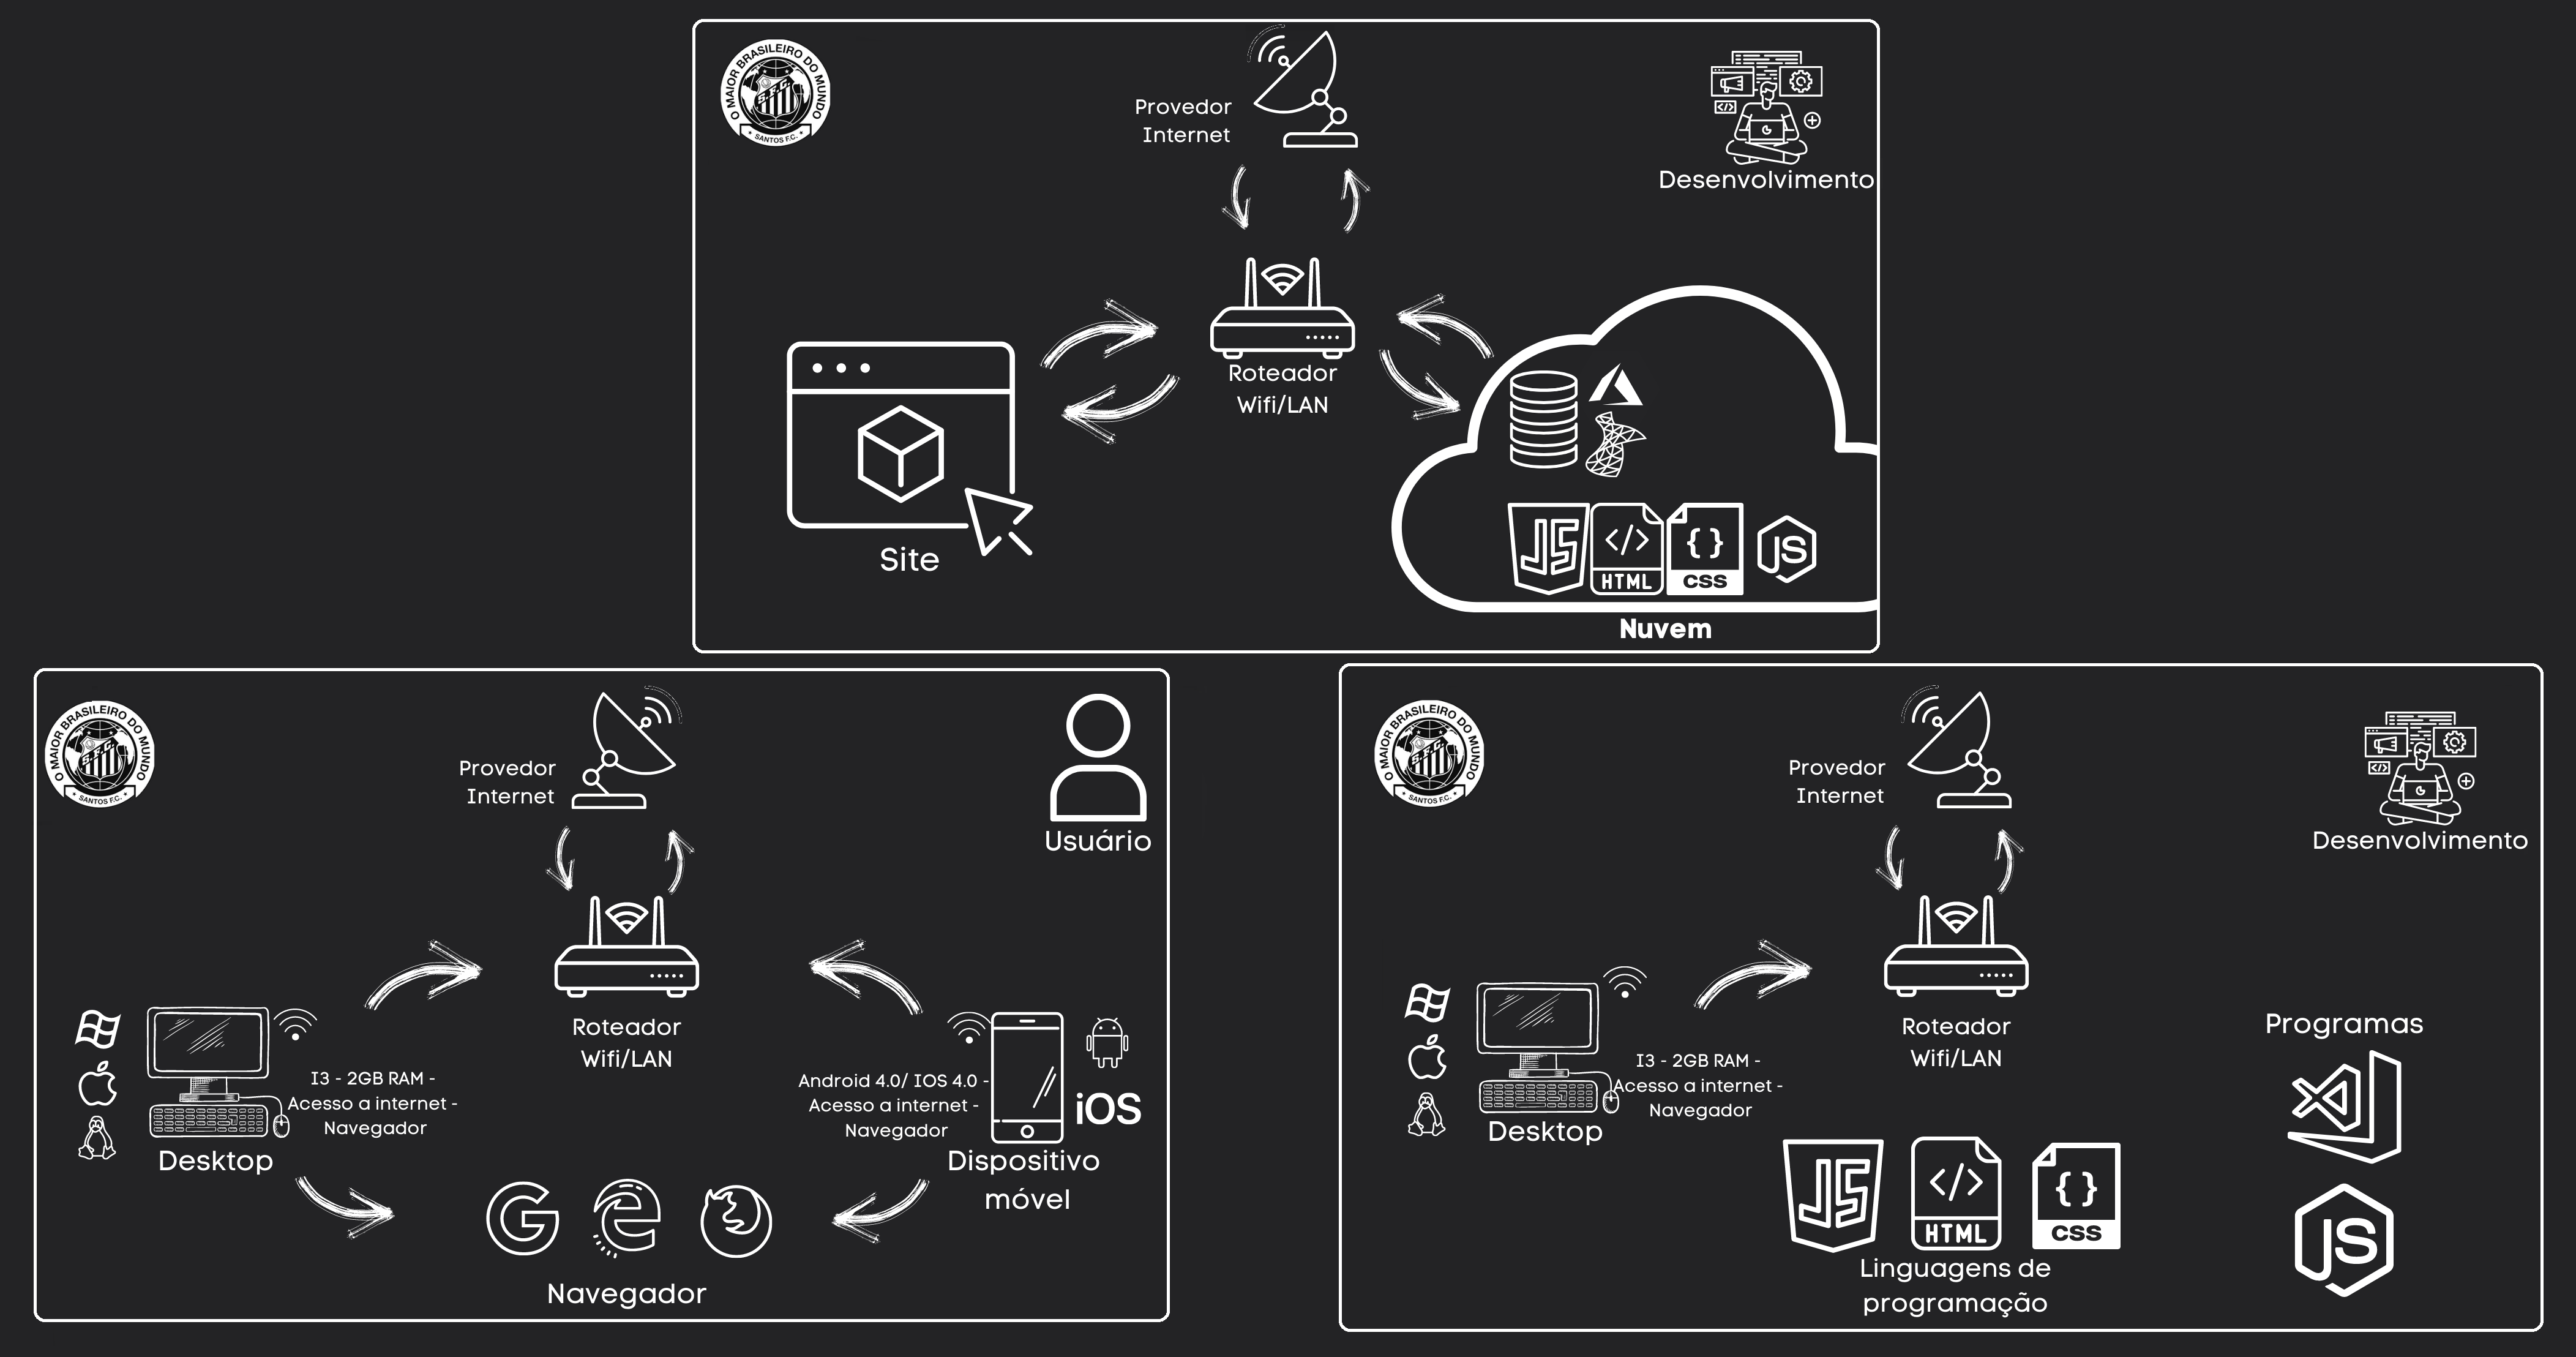 O MAIOR BRASILEIRO DO MUNDO
S.F.C.
SANTOS F.C.
Provedor
Internet
Desenvolvimento
Roteador
Wifi/LAN
Site
JS
HTML
CSS
JS
Nuvem
O MAIOR BRASILEIRO DO MUNDO
S.F.C.
SANTOS F.C.
Provedor
Internet
Usuário
Roteador
Wifi/LAN
I3 - 2GB RAM -
Acesso a internet -
Navegador
Desktop
Android 4.0/ IOS 4.0 -
Acesso a internet -
Navegador
iOS
Dispositivo
móvel
Navegador
O MAIOR BRASILEIRO DO MUNDO
S.F.C.
SANTOS F.C.
Provedor
Internet
Desenvolvimento
Roteador
Wifi/LAN
I3 - 2GB RAM -
Acesso a internet -
Navegador
Desktop
JS
HTML
CSS
Linguagens de
programação
Programas
JS